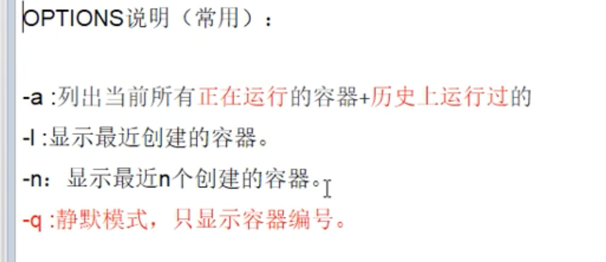 OPTIONS说明（常用）：
-a :列出当前所有正在运行的容器+历史上运行过的
-l :显示最近创建的容器。
-n：显示最近n个创建的容器。
-q :静默模式，只显示容器编号。